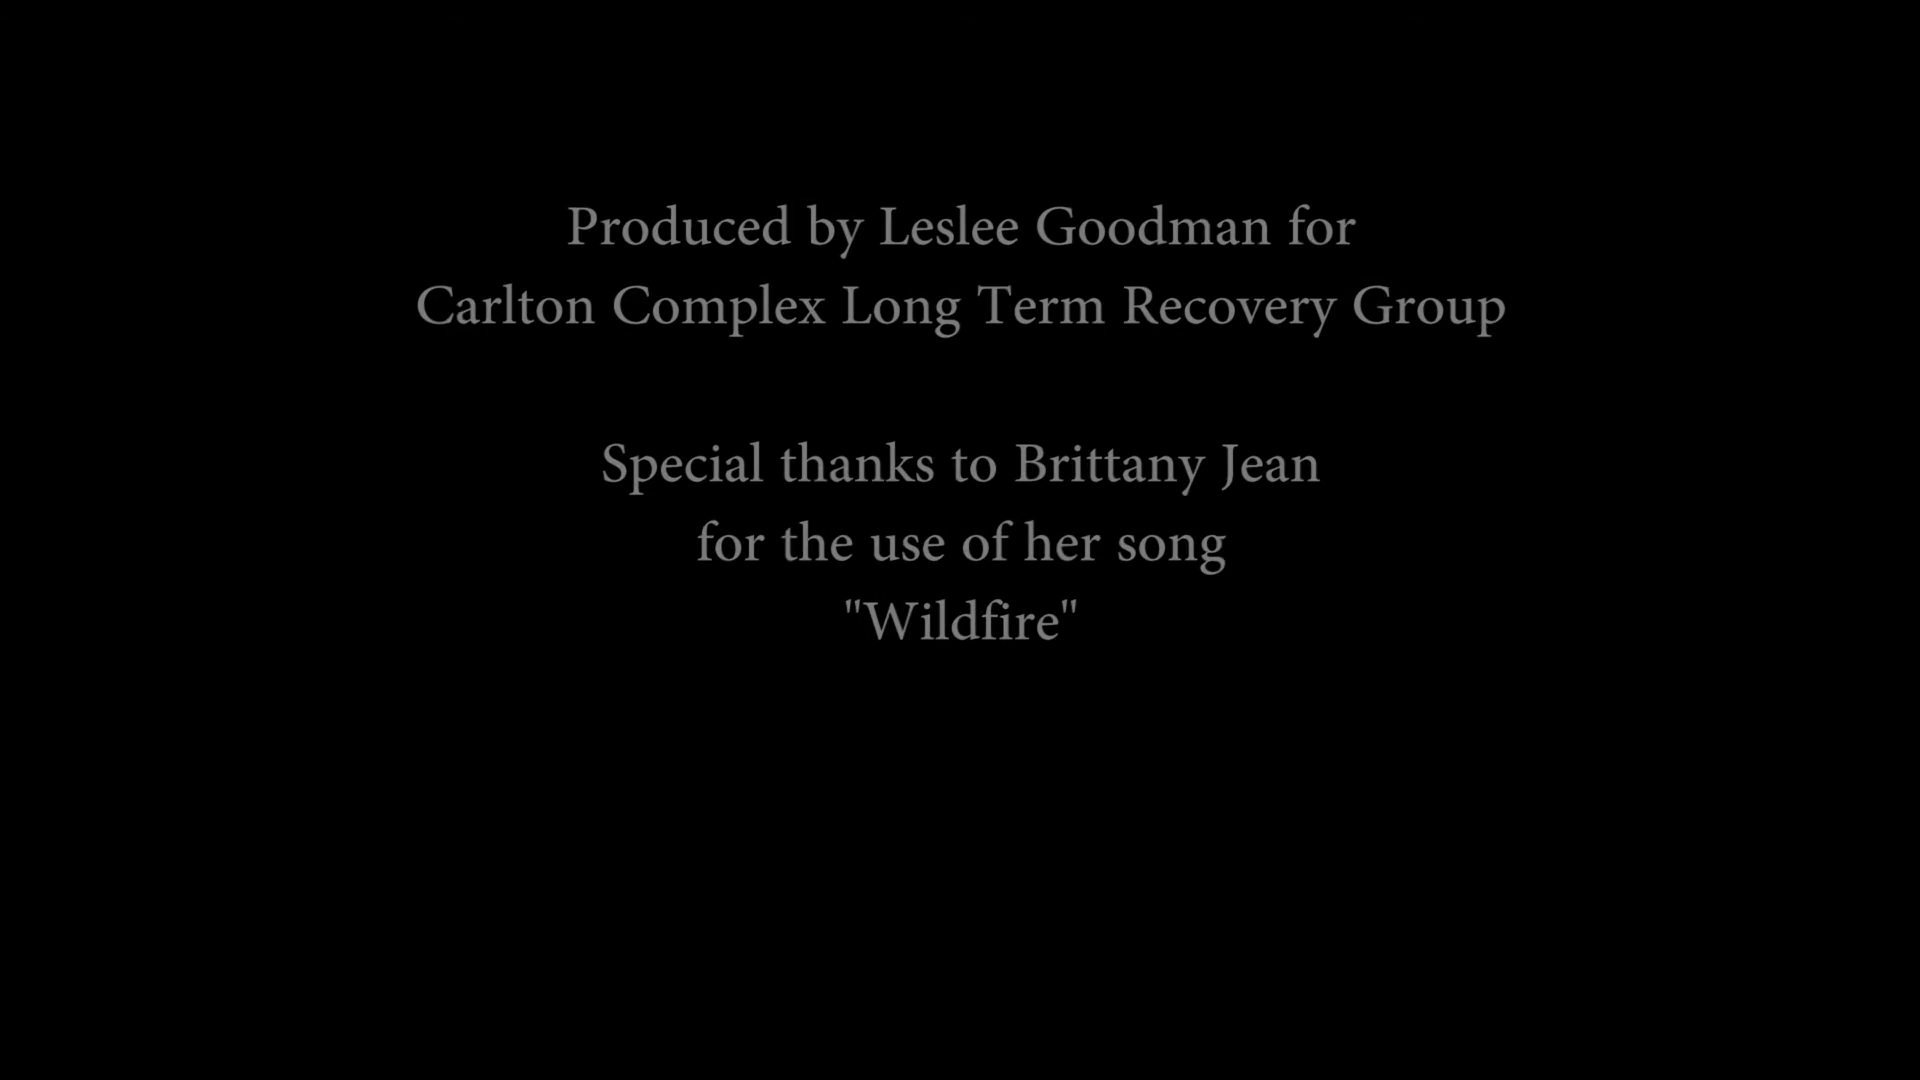 Produced by Leslee Goodman for
Carlton Complex Long Term Recovery Group
Special thanks to Brittany Jean
for the use of her song
"Wildfire"